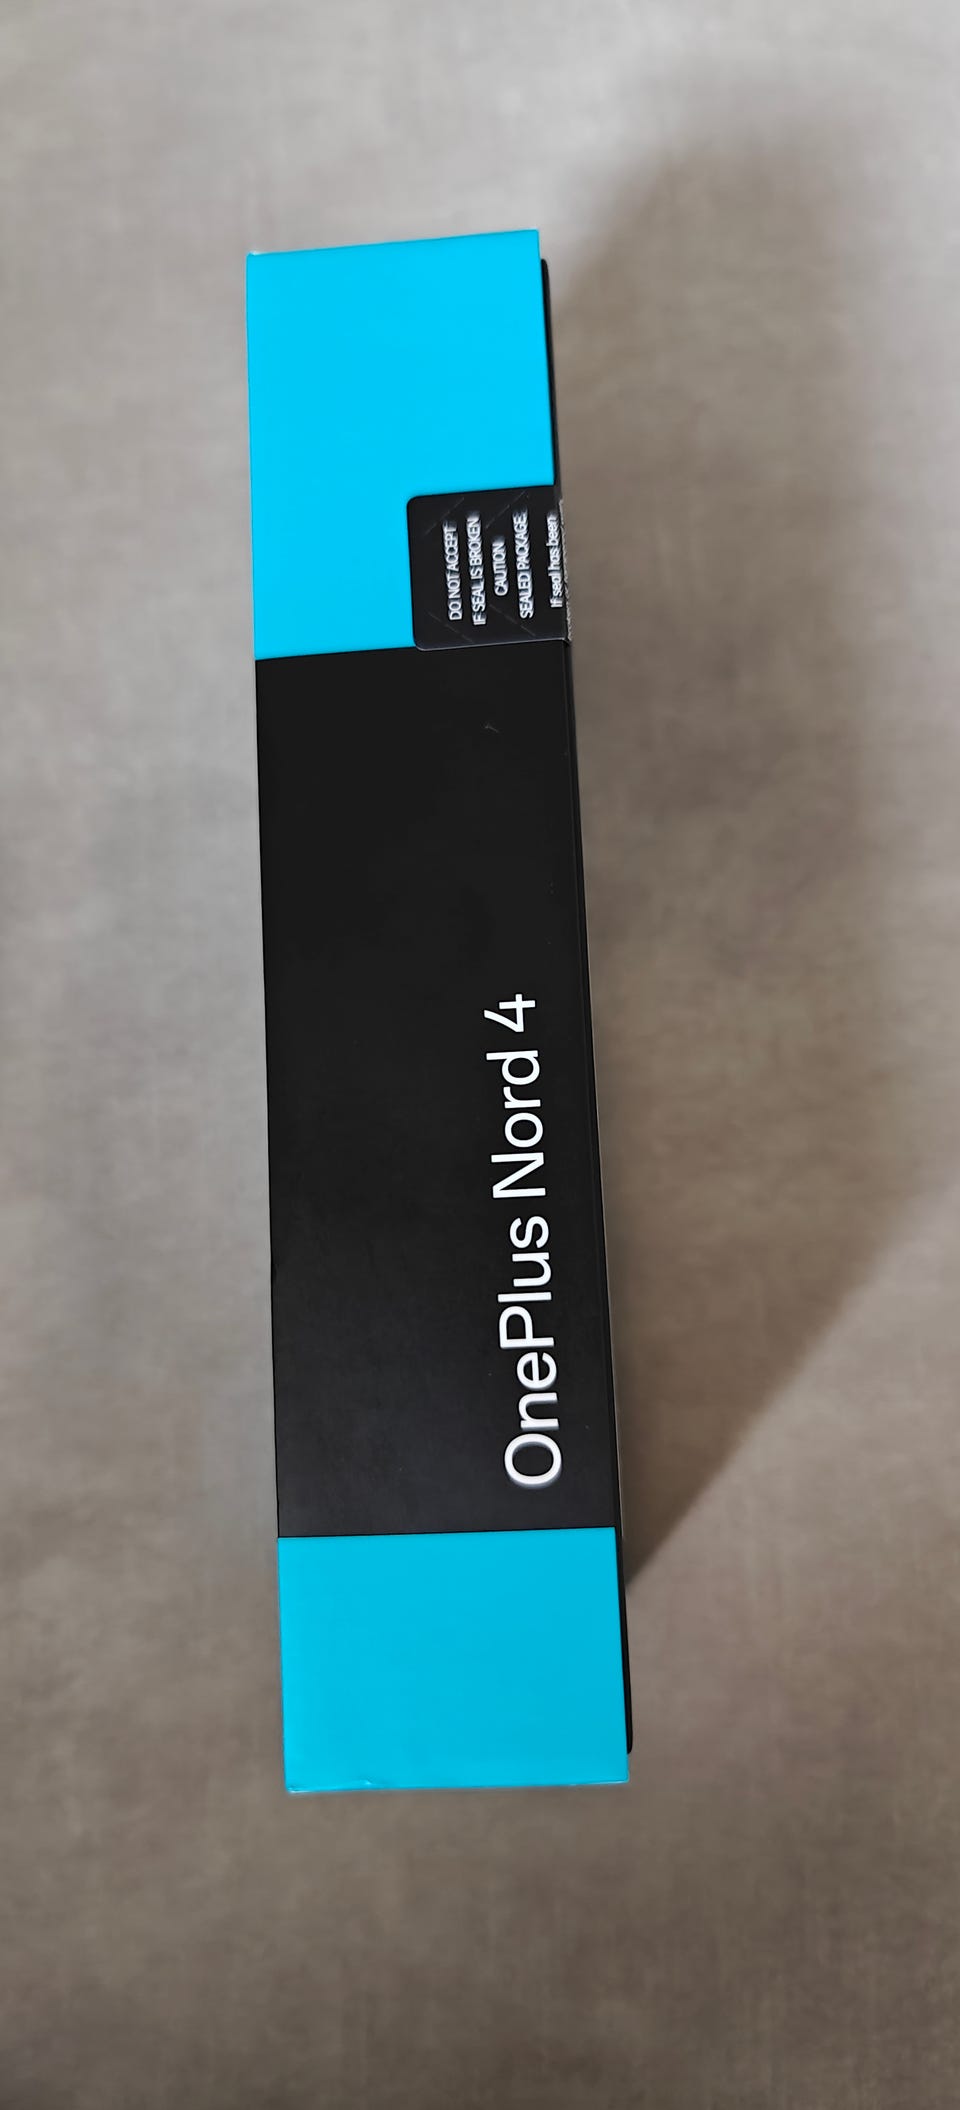 DO NOT ACCEPT
IF SEAL IS BROKEN
CAUTION
SEALED PACKAGE
If seal has been
OnePlus Nord 4